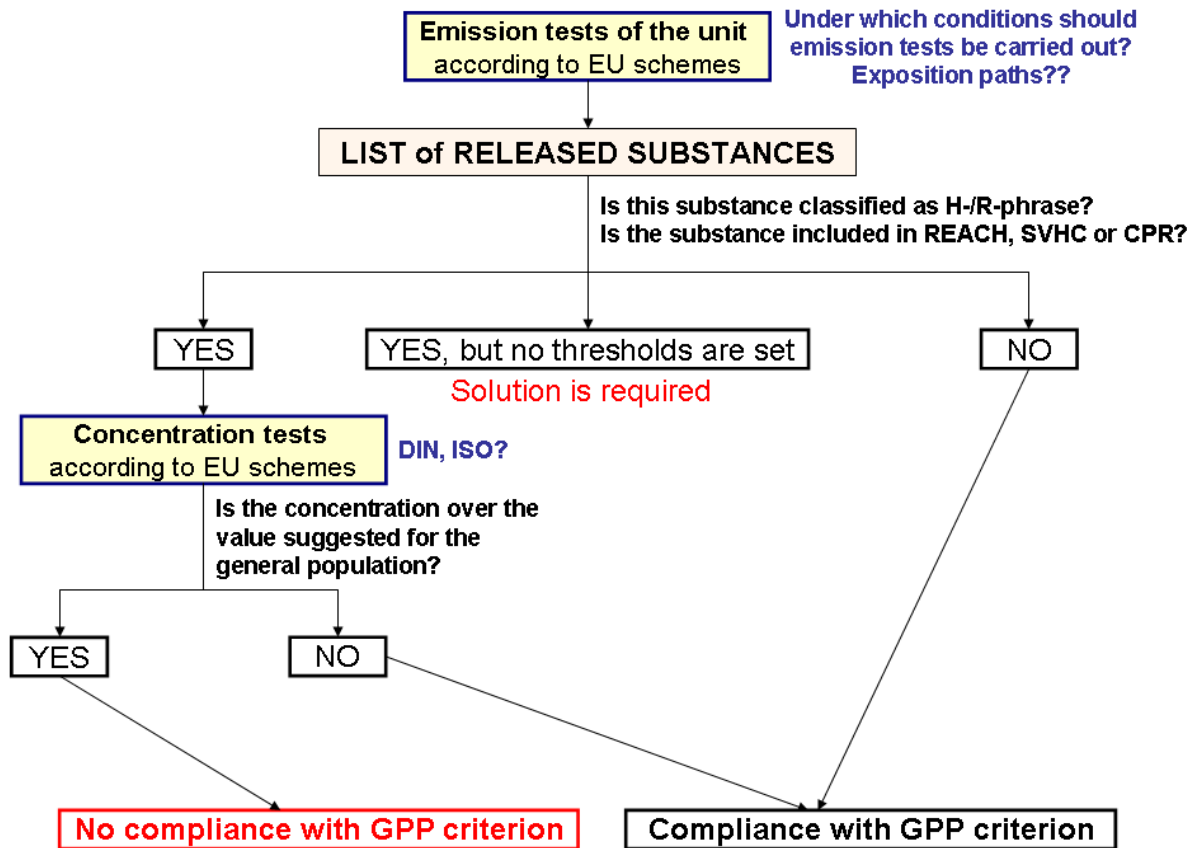 Emission tests of the unit
according to EU schemes
Under which conditions should
emission tests be carried out?
Exposition paths??
LIST of RELEASED SUBSTANCES
Is this substance classified as H-/R-phrase?
Is the substance included in REACH, SVHC or CPR?
YES
YES, but no thresholds are set
NO
Solution is required
Concentration tests
according to EU schemes
DIN, ISO?
Is the concentration over the
value suggested for the
general population?
YES
NO
No compliance with GPP criterion
Compliance with GPP criterion